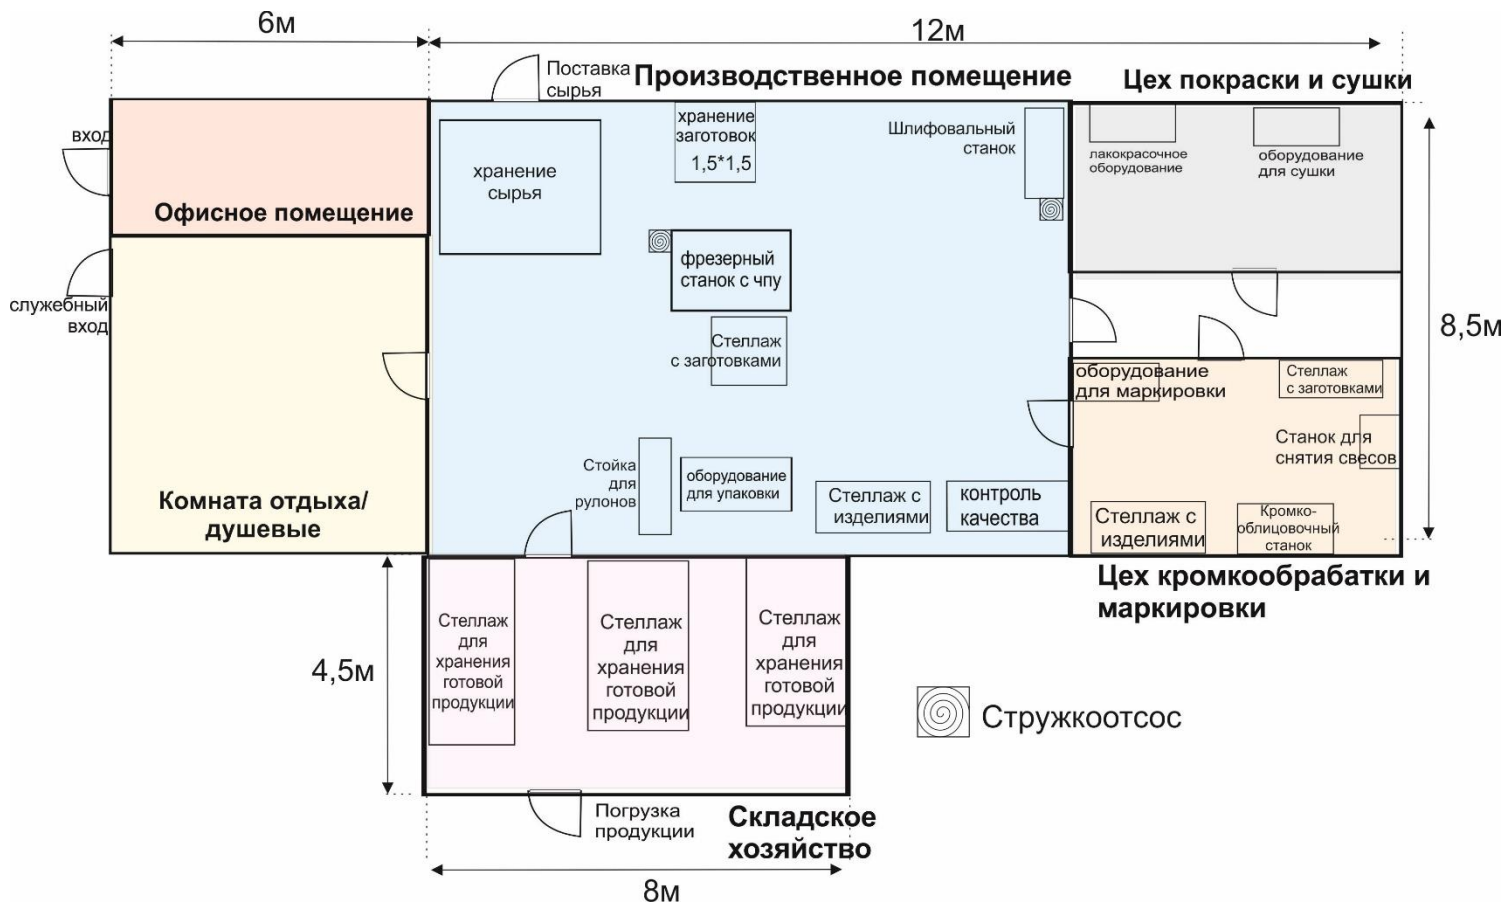 6м
12м
Поставка
сырья
Производственное помещение
Цех покраски и сушки
вход
Офисное помещение
служебный
вход
Комната отдыха/
душевые
хранение
сырья
хранение
заготовок
1,5*1,5
Шлифовальный
станок
фрезерный
станок с чпу
Стеллаж
с заготовками
Стойка
для
рулонов
оборудование
для упаковки
Стеллаж с
изделиями
контроль
качества
лакокрасочное
оборудование
оборудование
для сушки
8,5м
оборудование
для маркировки
Стеллаж
с заготовками
Станок для
снятия свесов
Стеллаж с
изделиями
Кромко-
облицовочный
станок
Цех кромкообрабатки и
маркировки
4,5м
Стеллаж
для
хранения
готовой
продукции
Стеллаж
для
хранения
готовой
продукции
Стеллаж
для
хранения
готовой
продукции
Стружкоотсос
Погрузка
продукции
Складское
хозяйство
8м